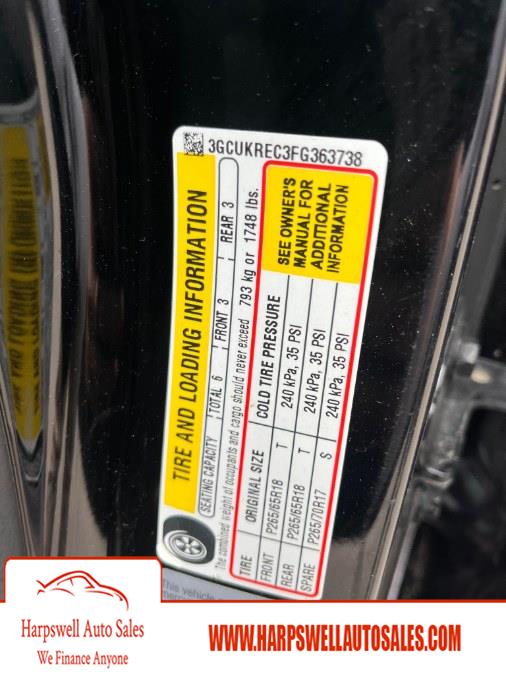 3GCUKREC3FG363738
TIRE AND LOADING INFORMATION
SEATING CAPACITY TOTAL 6 FRONT 3 REAR 3
The combined weight of occupants and cargo should never exceed 793 kg or 1748 lbs.
TIRE ORIGINAL SIZE COLD TIRE PRESSURE
FRONT P265/65R18 T 240 kPa, 35 PSI
REAR P265/65R18 T 240 kPa, 35 PSI
SPARE P265/70R17 S 240 kPa, 35 PSI
SEE OWNER'S
MANUAL FOR
ADDITIONAL
INFORMATION
This vehicle
Harpswell Auto Sales
We Finance Anyone
WWW.HARPSWELLAUTOSALES.COM